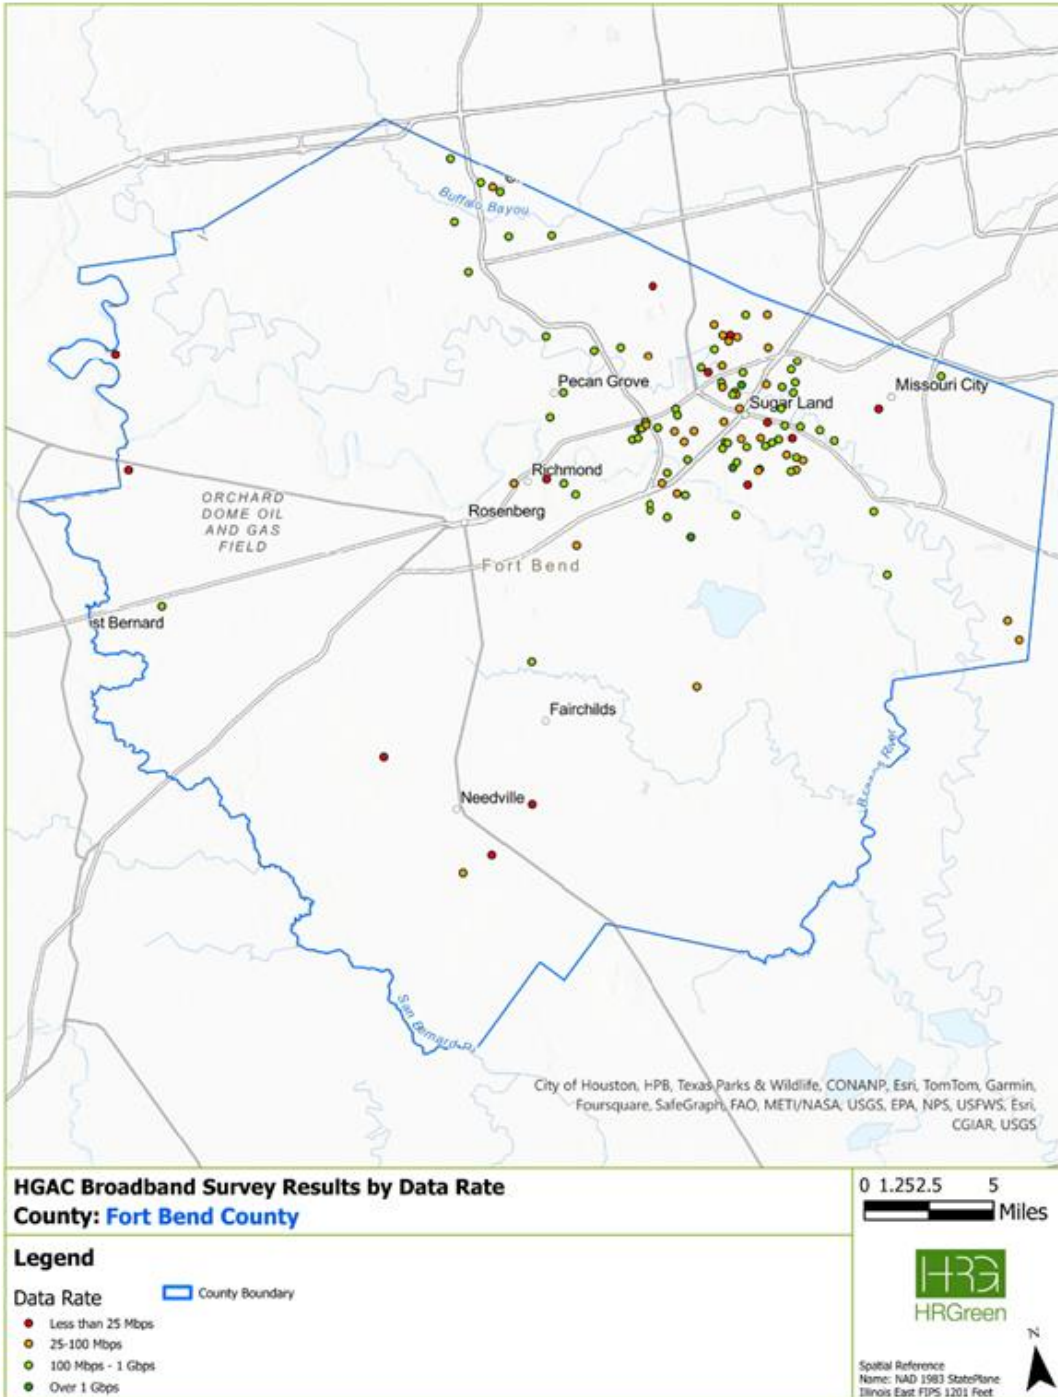 Buffalo Bayou
Pecan Grove
Missouri City
Sugar Land
Richmond
ORCHARD
DOME OIL
AND GAS
FIELD
Rosenberg
Fort Bend
st Bernard
Fairchilds
Needville
River
San Bernard Ri
City of Houston, HPB, Texas Parks & Wildlife, CONANP, Esri, TomTom, Garmin,
Foursquare, SafeGraph, FAO, METI/NASA, USGS, EPA, NPS, USFWS, Esri,
CGIAR, USGS
HGAC Broadband Survey Results by Data Rate
County: Fort Bend County
0 1.252.5 5
Miles
Legend
Data Rate
County Boundary
Less than 25 Mbps
25-100 Mbps
100 Mbps - 1 Gbps
Over 1 Gbps
HRG
HRGreen
N
Spatial Reference
Name: NAD 1983 StatePlane
Illinois East FIPS 1201 Feet